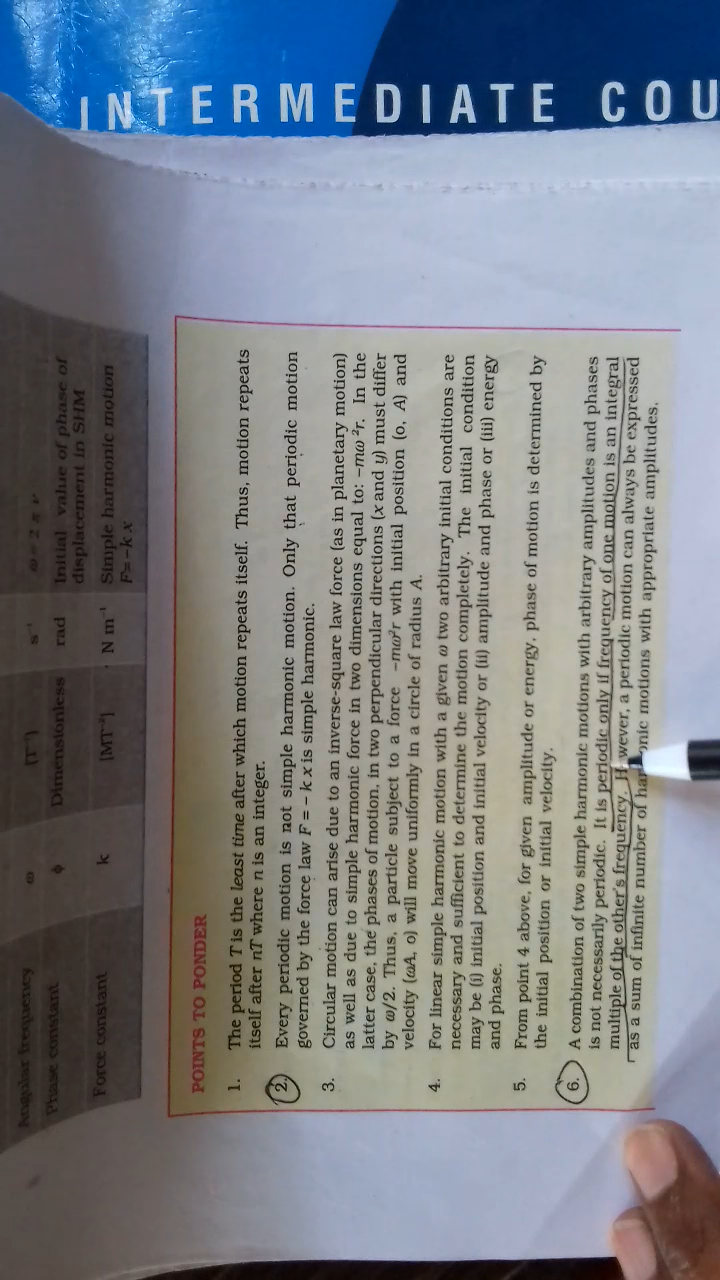 INTERMEDIATE COU
Angular frequency ω [T⁻¹] s⁻¹ ω = 2 π ν
Phase constant ϕ Dimensionless rad Initial value of phase of
displacement in SHM
Force constant k [MT⁻²] N m⁻¹ Simple harmonic motion
F = – k x
POINTS TO PONDER
1. The period T is the least time after which motion repeats itself. Thus, motion repeats
itself after nT where n is an integer.
2. Every periodic motion is not simple harmonic motion. Only that periodic motion
governed by the force law F = – k x is simple harmonic.
3. Circular motion can arise due to an inverse-square law force (as in planetary motion)
as well as due to simple harmonic force in two dimensions equal to: –mω²r. In the
latter case, the phases of motion, in two perpendicular directions (x and y) must differ
by ω/2. Thus, a particle subject to a force –mω²r with initial position (o, A) and
velocity (ωA, o) will move uniformly in a circle of radius A.
4. For linear simple harmonic motion with a given ω two arbitrary initial conditions are
necessary and sufficient to determine the motion completely. The initial condition
may be (i) initial position and initial velocity or (ii) amplitude and phase or (iii) energy
and phase.
5. From point 4 above, for given amplitude or energy, phase of motion is determined by
the initial position or initial velocity.
6. A combination of two simple harmonic motions with arbitrary amplitudes and phases
is not necessarily periodic. It is periodic only if frequency of one motion is an integral
multiple of the other's frequency. However, a periodic motion can always be expressed
as a sum of infinite number of harmonic motions with appropriate amplitudes.